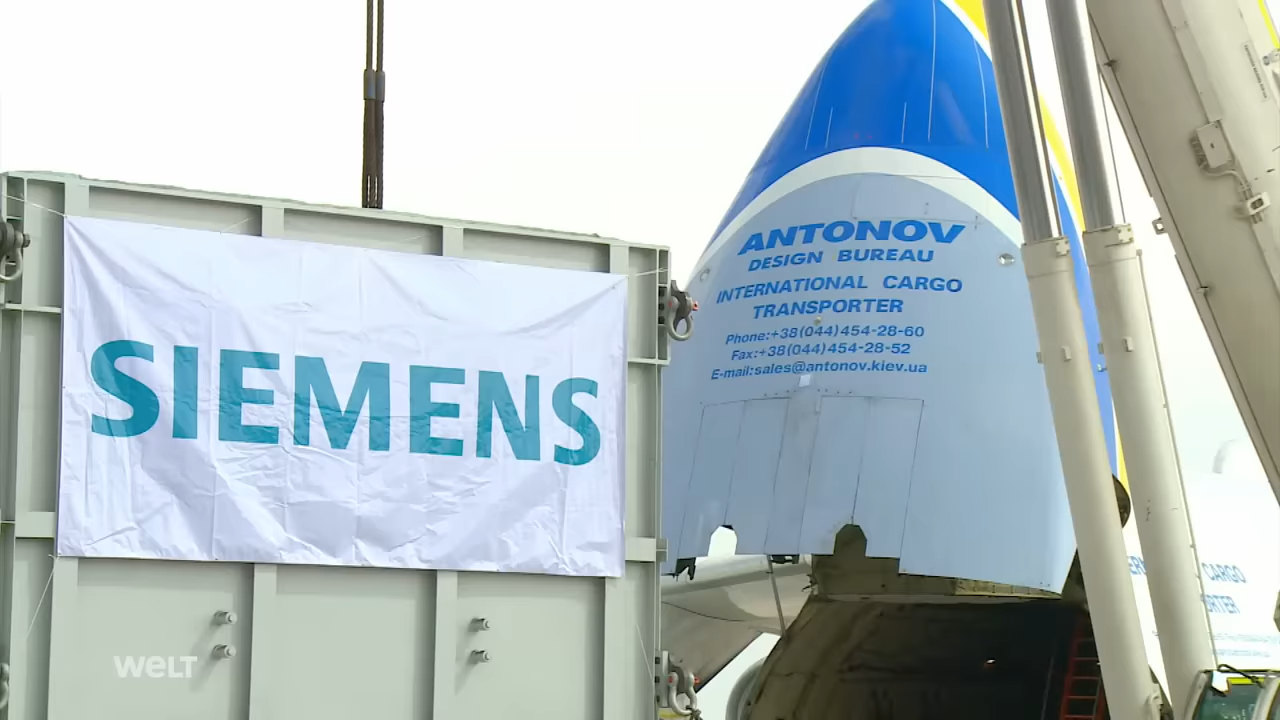 SIEMENS
ANTONOV
DESIGN BUREAU
INTERNATIONAL CARGO
TRANSPORTER
Phone:+38(044)454-28-60
Fax:+38(044)454-28-52
E-mail:sales@antonov.kiev.ua
CARGO
welt